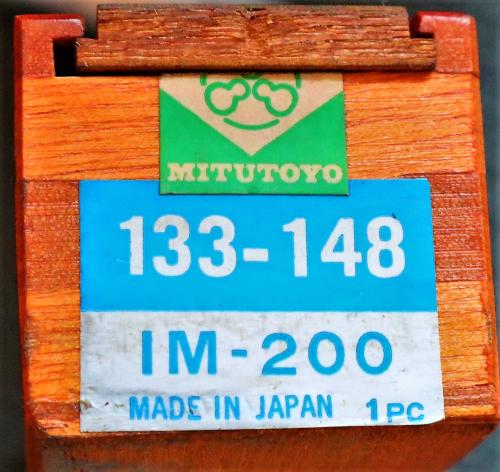 MITUTOYO
133-148
IM-200
MADE IN JAPAN 1PC